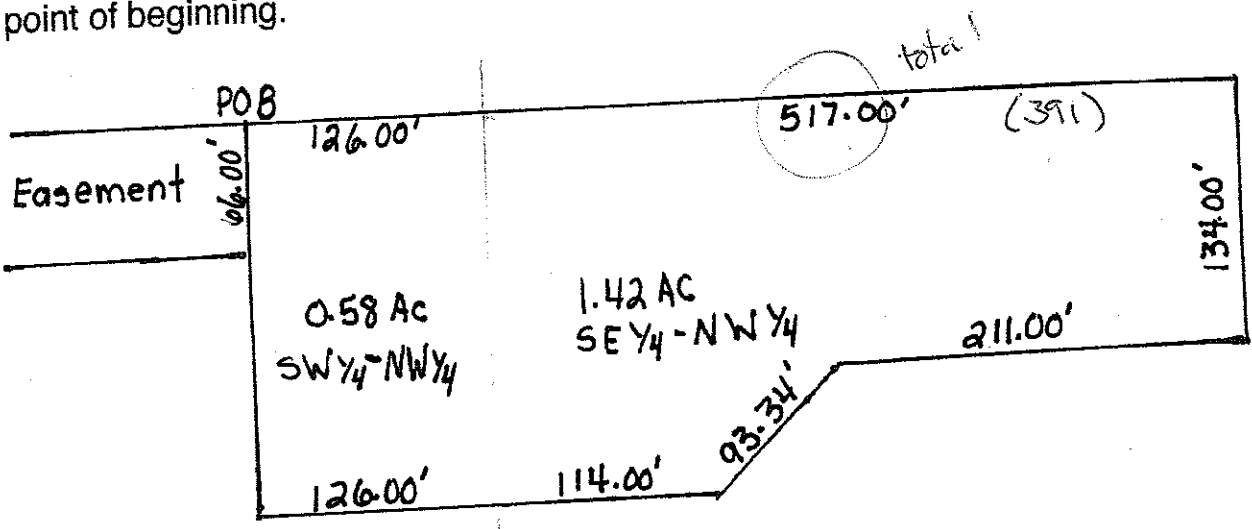 point of beginning.
total
POB
126.00'
517.00'
(391)
Easement
66.00'
134.00'
0.58 Ac
SW¼-NW¼
1.42 AC
SE¼-NW¼
211.00'
93.34'
126.00'
114.00'